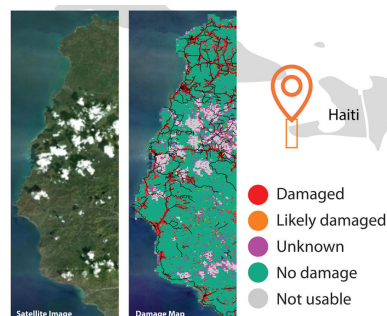 Haiti
Damaged
Likely damaged
Unknown
No damage
Not usable
Satellite Image
Damage Map